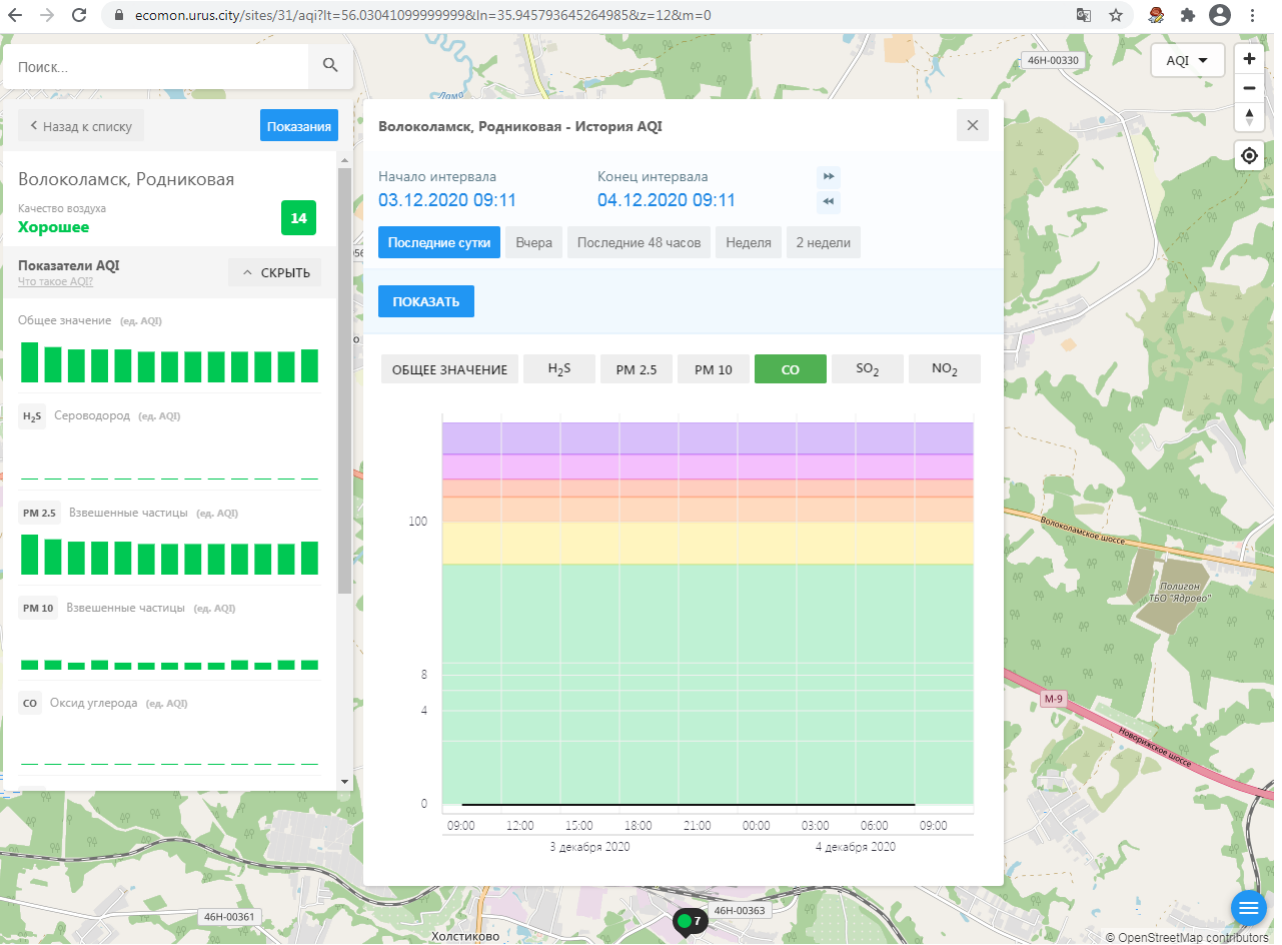 ecomon.urus.city/sites/31/aqi?lt=56.03041099999999&ln=35.945793645264985&z=12&m=0
Поиск...
46Н-00330
AQI
Назад к списку
Показания
Волоколамск, Родниковая
Качество воздуха
Хорошее
14
Показатели AQI
Что такое AQI?
СКРЫТЬ
Общее значение (ед. AQI)
H2S Сероводород (ед. AQI)
PM 2.5 Взвешенные частицы (ед. AQI)
PM 10 Взвешенные частицы (ед. AQI)
CO Оксид углерода (ед. AQI)
Волоколамск, Родниковая - История AQI
Начало интервала
03.12.2020 09:11
Конец интервала
04.12.2020 09:11
Последние сутки Вчера Последние 48 часов Неделя 2 недели
ПОКАЗАТЬ
ОБЩЕЕ ЗНАЧЕНИЕ H2S PM 2.5 PM 10 CO SO2 NO2
100
8
4
0
09:00 12:00 15:00 18:00 21:00 00:00 03:00 06:00 09:00
3 декабря 2020 4 декабря 2020
Волоколамское шоссе
Полигон
ТБО "Ядрово"
М-9
Новорижское шоссе
46Н-00361
7
46Н-00363
Холстиково
© OpenStreetMap contributors